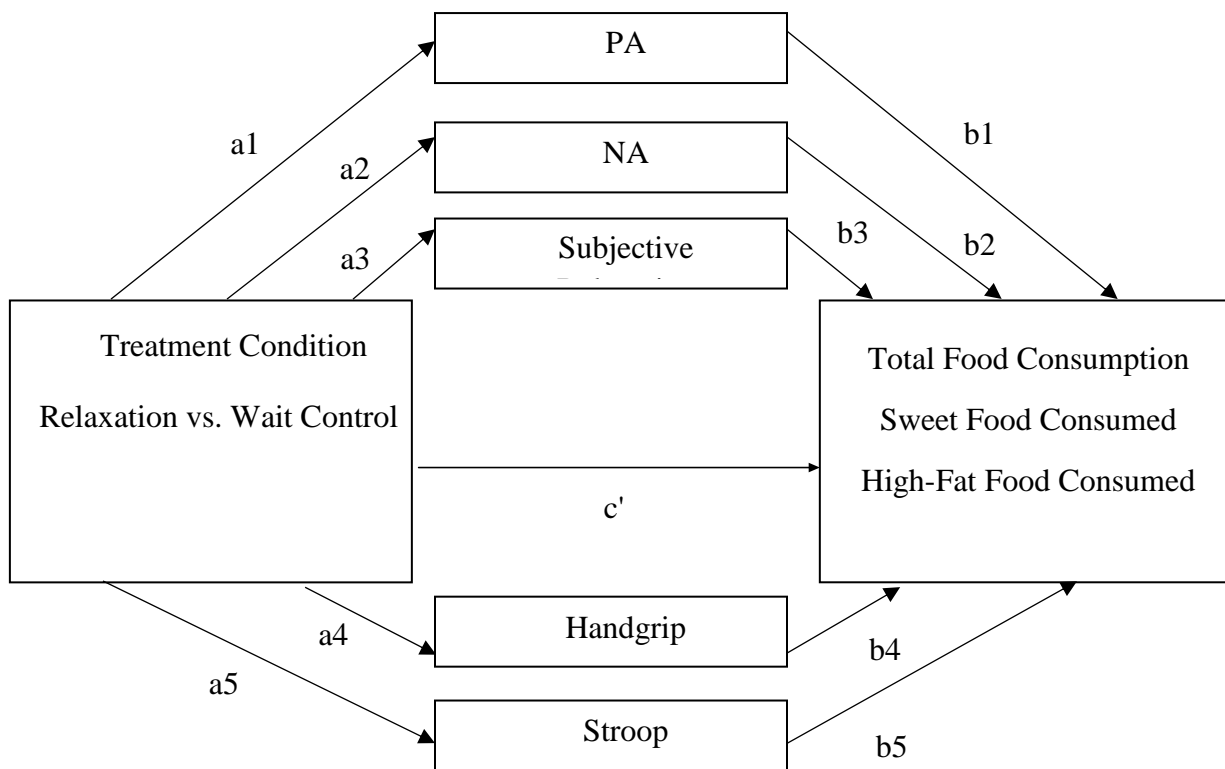 PA
a1
b1
NA
a2
b2
Subjective
a3
b3
Treatment Condition
Relaxation vs. Wait Control
Total Food Consumption
Sweet Food Consumed
High-Fat Food Consumed
c'
Handgrip
a4
b4
Stroop
a5
b5